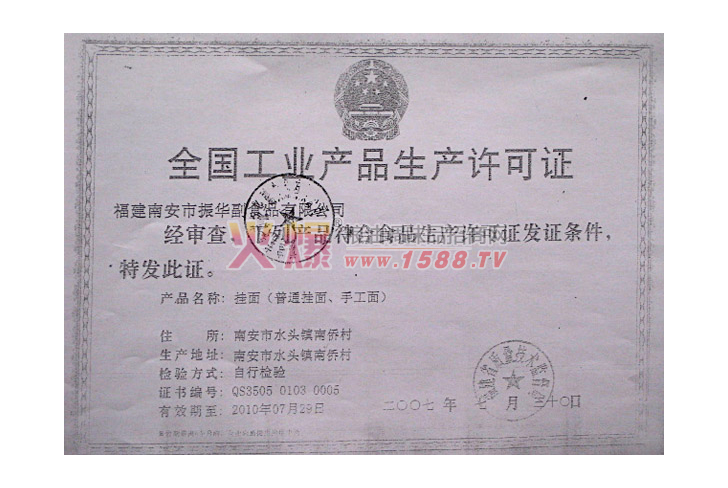 全国工业产品生产许可证
福建南安市振华副食品有限公司
经审查，下列产品符合食品生产许可证发证条件，
特发此证。
火爆
www.1588.TV
产品名称：挂面（普通挂面、手工面）
住 所：南安市水头镇南侨村
生产地址：南安市水头镇南侨村
检验方式：自行检验
证书编号：QS3505 0103 0005
有效期至：2010年07月29日
二〇〇七 年 七 月 三十〇日